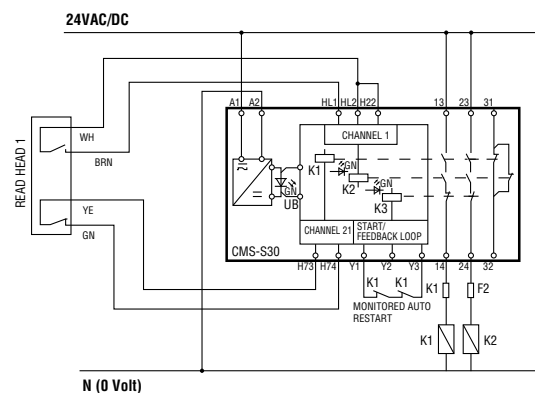 24VAC/DC
A1 A2 HL1 HL2 H22 13 23 31
READ HEAD 1
WH
BRN
YE
GN
CHANNEL 1
K1 GN
K2 GN
K3
GN
UB
CHANNEL 21 START/
FEEDBACK LOOP
CMS-S30
H73 H74 Y1 Y2 Y3 14 24 32
K1 K1 K1 F2
MONITORED AUTO
RESTART
K1 K2
N (0 Volt)